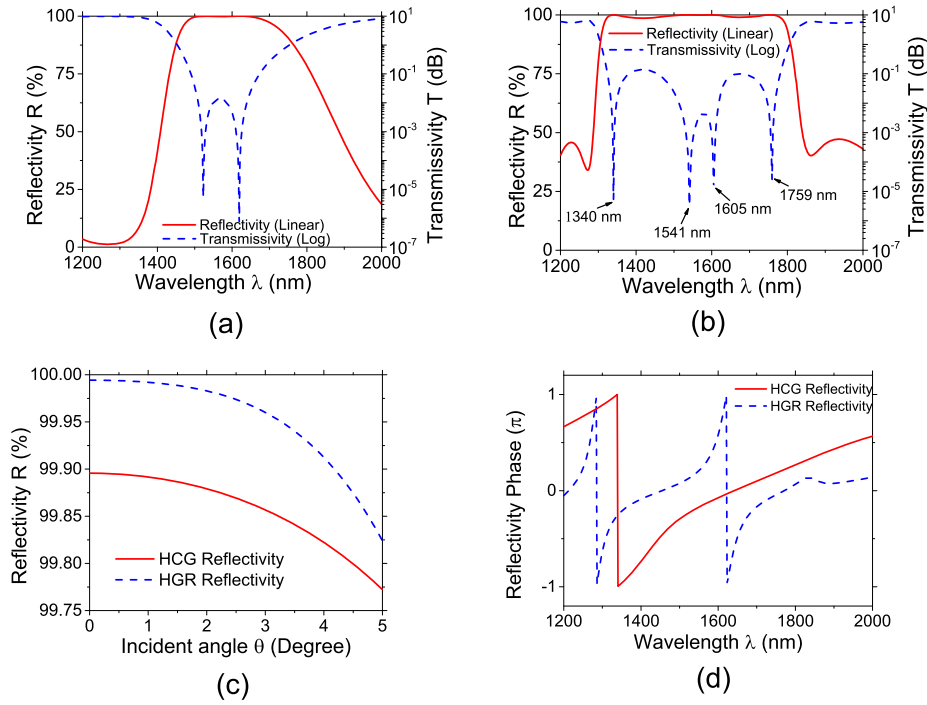 100
75
50
25
0
Reflectivity R (%)
10^1
10^-1
10^-3
10^-5
10^-7
Transmissivity T (dB)
Reflectivity (Linear)
Transmissivity (Log)
1200 1400 1600 1800 2000
Wavelength λ (nm)
(a)
100
75
50
25
0
Reflectivity R (%)
10^1
10^-1
10^-3
10^-5
10^-7
Transmissivity T (dB)
Reflectivity (Linear)
Transmissivity (Log)
1340 nm
1541 nm
1605 nm
1759 nm
1200 1400 1600 1800 2000
Wavelength λ (nm)
(b)
100.00
99.95
99.90
99.85
99.80
99.75
Reflectivity R (%)
HCG Reflectivity
HGR Reflectivity
0 1 2 3 4 5
Incident angle θ (Degree)
(c)
1
0
-1
Reflectivity Phase (π)
HCG Reflectivity
HGR Reflectivity
1200 1400 1600 1800 2000
Wavelength λ (nm)
(d)